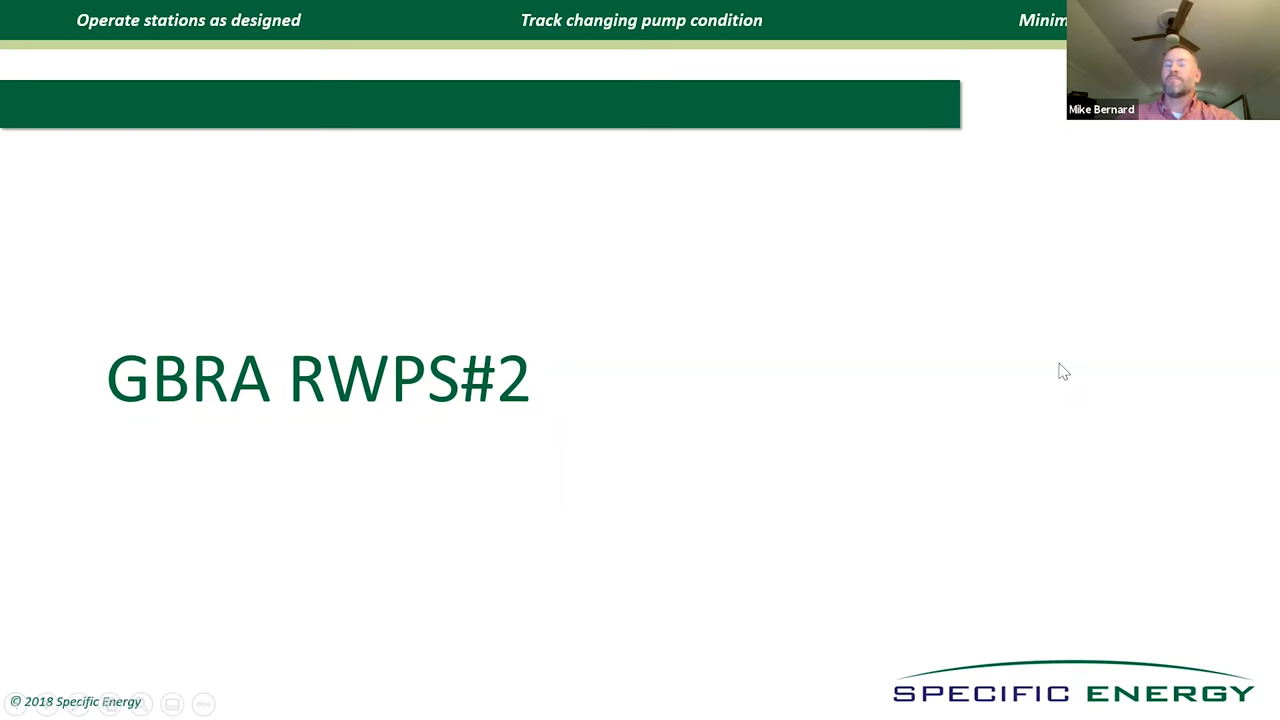 Operate stations as designed
Track changing pump condition
Minim
Mike Bernard
GBRA RWPS#2
© 2018 Specific Energy
SPECIFIC ENERGY